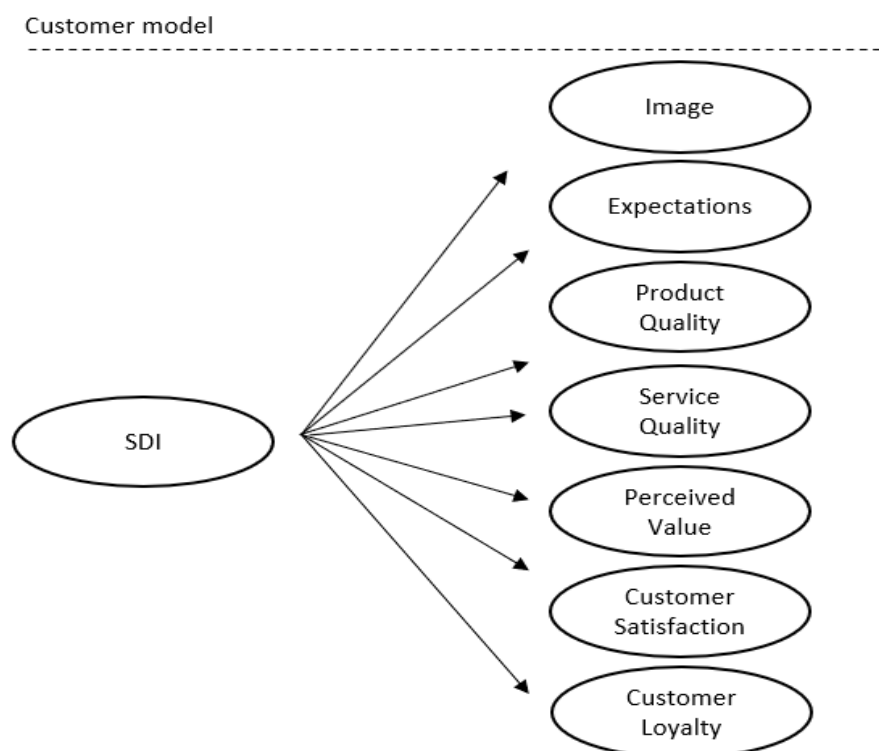 Customer model
Image
Expectations
Product
Quality
SDI
Service
Quality
Perceived
Value
Customer
Satisfaction
Customer
Loyalty